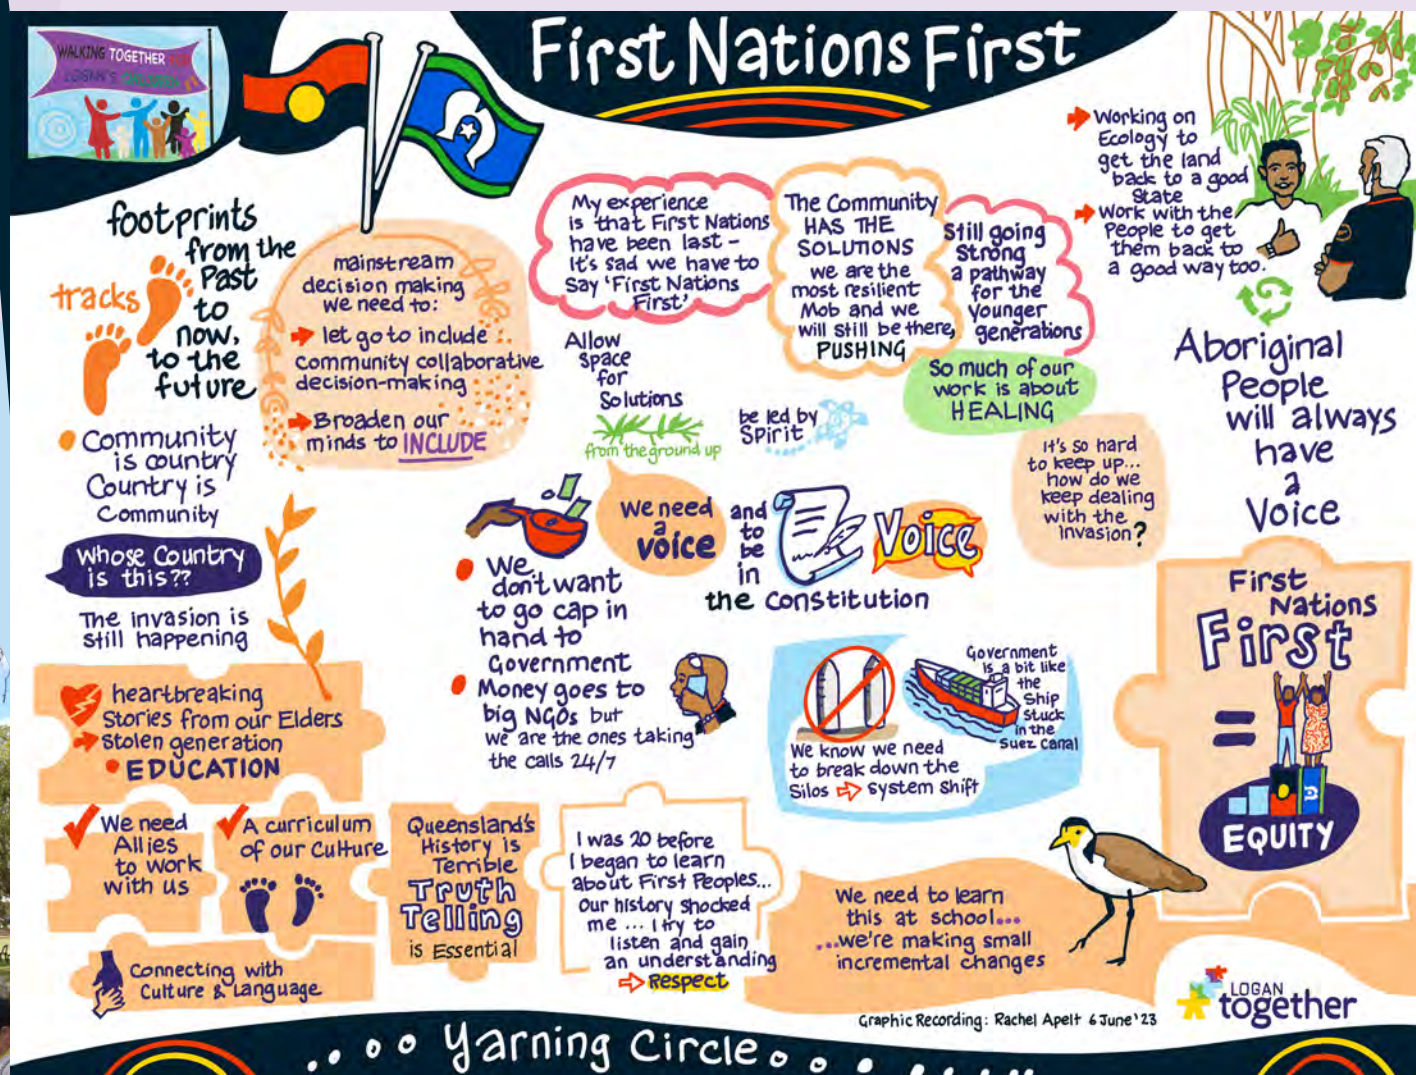 First Nations First
WALKING TOGETHER FOR
LOGAN'S CHILDREN
footprints
from the
Past
to
now,
to the
future
tracks
Community
is country
Country is
Community
Whose Country
is this??
The invasion is
still happening
mainstream
decision making
we need to:
let go to include
Community collaborative
decision-making
Broaden our
minds to INCLUDE
My experience
is that First Nations
have been last -
It's sad we have to
Say 'First Nations
First'
The Community
HAS THE
SOLUTIONS
we are the
most resilient
Mob and we
will still be there,
PUSHING
Still going
Strong
a pathway
for the
younger
generations
So much of our
work is about
HEALING
Working on
Ecology to
get the land
back to a good
State
Work with the
People to get
them back to
a good way too.
Allow
Space
for
Solutions
from the ground up
be led by
Spirit
It's so hard
to keep up...
how do we
keep dealing
with the
Invasion?
Aboriginal
People
will always
have
a
Voice
We need
a
voice
and
to
be
in
the Constitution
Voice
We
don't want
to go cap in
hand to
Government
Money goes to
big NGOs but
we are the ones taking
the calls 24/7
We know we need
to break down the
Silos ⇨ system shift
Government
Is a bit like
the
Ship
Stuck
in the
Suez Canal
First
Nations
First
=
EQUITY
heartbreaking
Stories from our Elders
Stolen generation
EDUCATION
We need
Allies
to work
with us
A curriculum
of our Culture
Connecting with
Culture & Language
Queensland's
History is
Terrible
Truth
Telling
is Essential
I was 20 before
I began to learn
about First Peoples...
Our history shocked
me ... I try to
listen and gain
an understanding
⇨ Respect
We need to learn
this at school...
...we're making small
incremental changes
LOGAN
together
Graphic Recording: Rachel Apelt 6 June '23
.... Yarning Circle ....